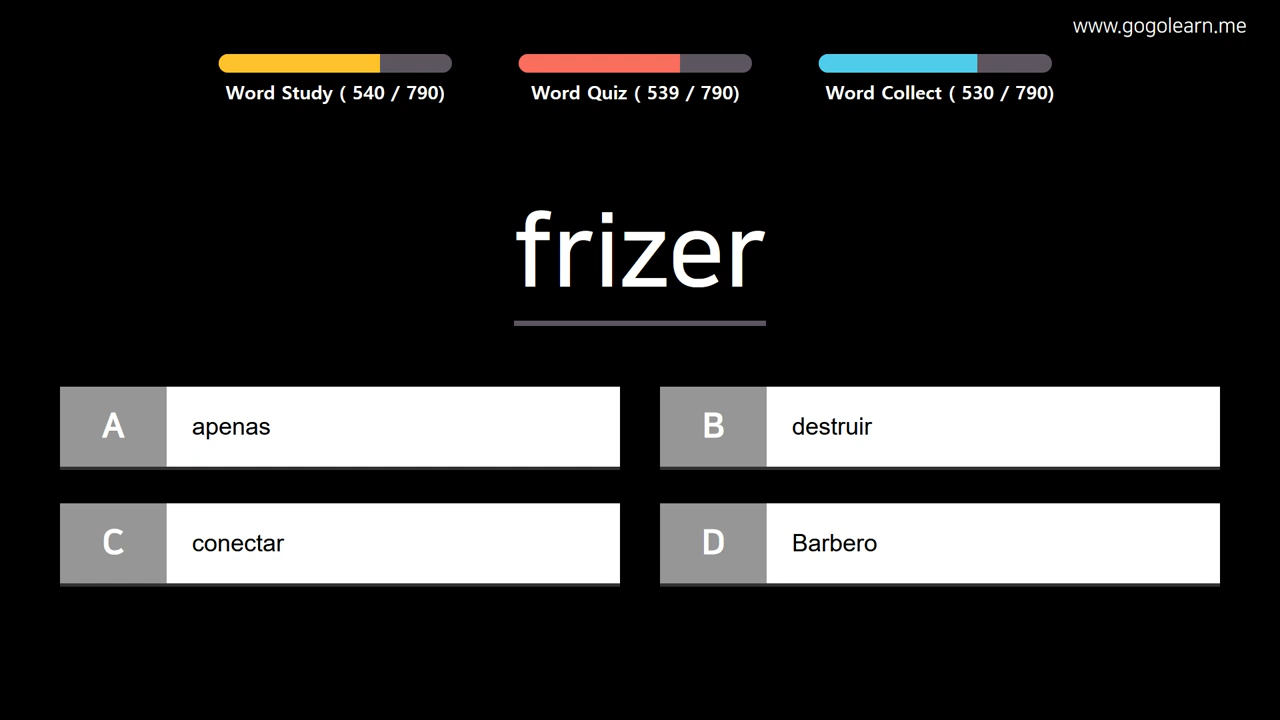 www.gogolearn.me
Word Study ( 540 / 790)
Word Quiz ( 539 / 790)
Word Collect ( 530 / 790)
frizer
A apenas
B destruir
C conectar
D Barbero